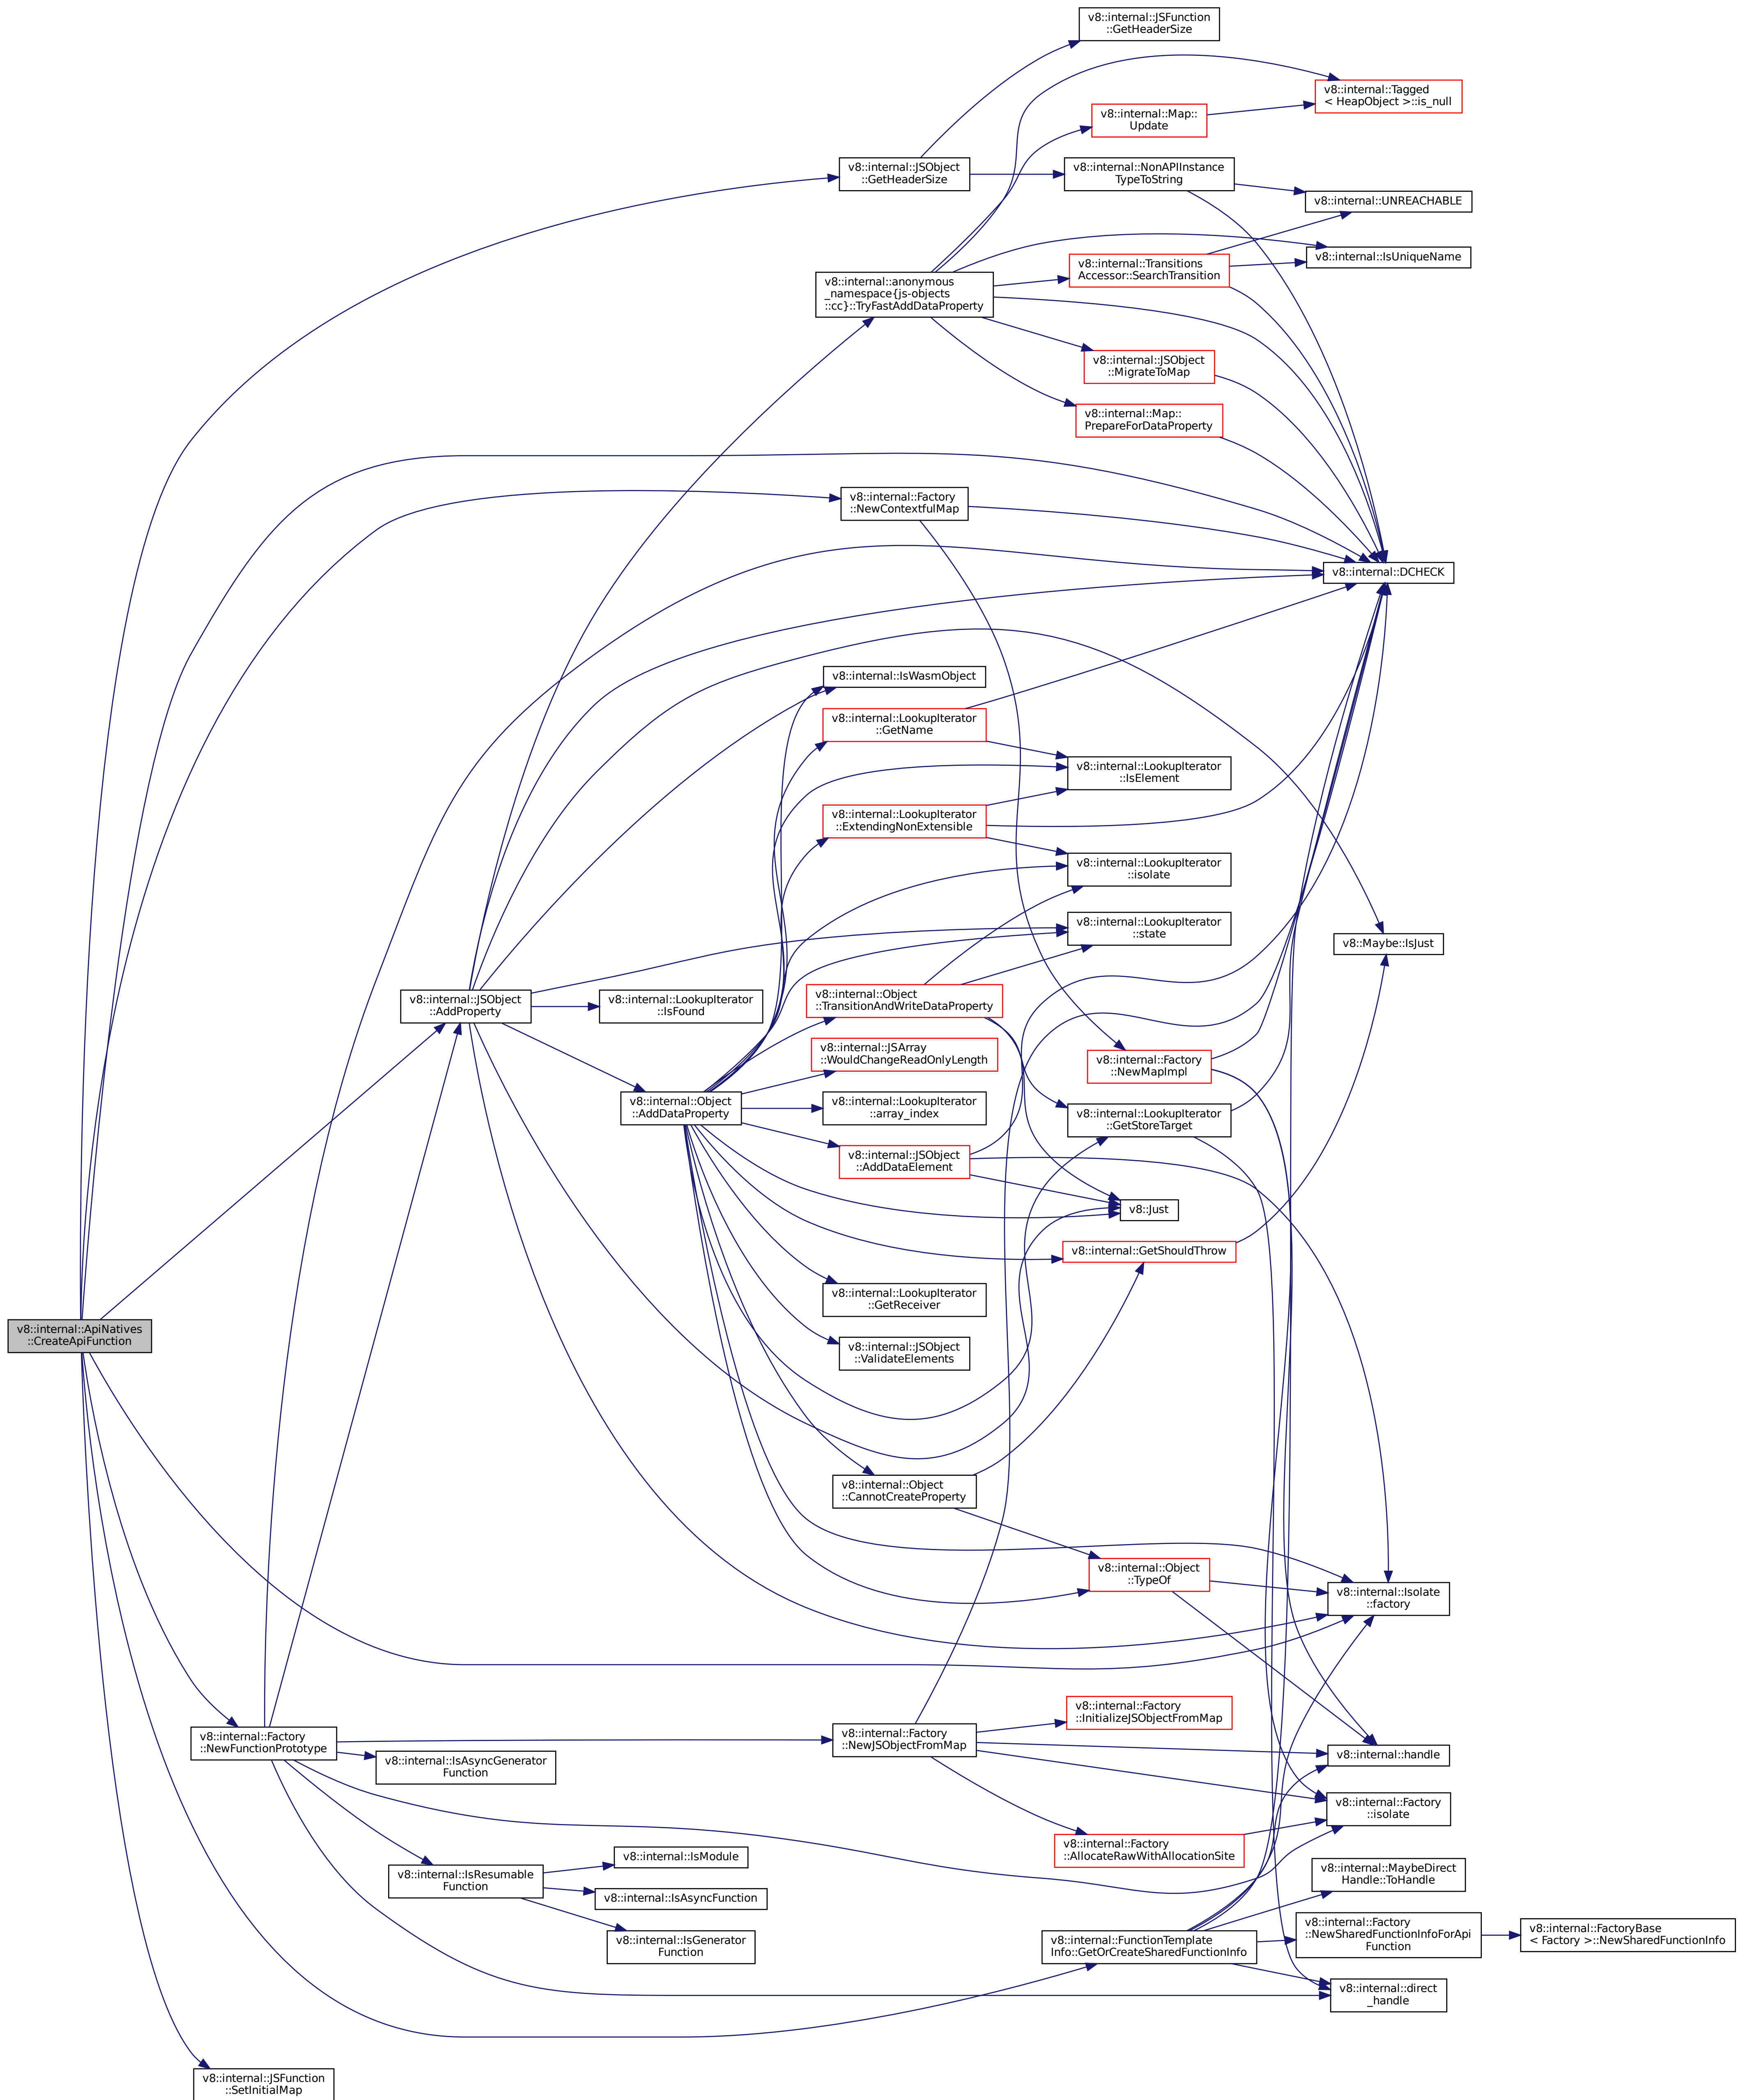 v8::internal::JSFunction
::GetHeaderSize
v8::internal::Tagged
< HeapObject >::is_null
v8::internal::Map::
Update
v8::internal::JSObject
::GetHeaderSize
v8::internal::NonAPIInstance
TypeToString
v8::internal::UNREACHABLE
v8::internal::IsUniqueName
v8::internal::Transitions
Accessor::SearchTransition
v8::internal::anonymous
_namespace{js-objects
::cc}::TryFastAddDataProperty
v8::internal::JSObject
::MigrateToMap
v8::internal::Map::
PrepareForDataProperty
v8::internal::Factory
::NewContextfulMap
v8::internal::DCHECK
v8::internal::IsWasmObject
v8::internal::LookupIterator
::GetName
v8::internal::LookupIterator
::IsElement
v8::internal::LookupIterator
::ExtendingNonExtensible
v8::internal::LookupIterator
::isolate
v8::internal::LookupIterator
::state
v8::Maybe::IsJust
v8::internal::JSObject
::AddProperty
v8::internal::LookupIterator
::IsFound
v8::internal::Object
::TransitionAndWriteDataProperty
v8::internal::JSArray
::WouldChangeReadOnlyLength
v8::internal::Factory
::NewMapImpl
v8::internal::Object
::AddDataProperty
v8::internal::LookupIterator
::array_index
v8::internal::LookupIterator
::GetStoreTarget
v8::internal::JSObject
::AddDataElement
v8::Just
v8::internal::GetShouldThrow
v8::internal::LookupIterator
::GetReceiver
v8::internal::ApiNatives
::CreateApiFunction
v8::internal::JSObject
::ValidateElements
v8::internal::Object
::CannotCreateProperty
v8::internal::Object
::TypeOf
v8::internal::Isolate
::factory
v8::internal::Factory
::InitializeJSObjectFromMap
v8::internal::Factory
::NewFunctionPrototype
v8::internal::Factory
::NewJSObjectFromMap
v8::internal::handle
v8::internal::IsAsyncGenerator
Function
v8::internal::Factory
::isolate
v8::internal::Factory
::AllocateRawWithAllocationSite
v8::internal::IsModule
v8::internal::IsResumable
Function
v8::internal::MaybeDirect
Handle::ToHandle
v8::internal::IsAsyncFunction
v8::internal::IsGenerator
Function
v8::internal::FunctionTemplate
Info::GetOrCreateSharedFunctionInfo
v8::internal::Factory
::NewSharedFunctionInfoForApi
Function
v8::internal::FactoryBase
< Factory >::NewSharedFunctionInfo
v8::internal::direct
_handle
v8::internal::JSFunction
::SetInitialMap